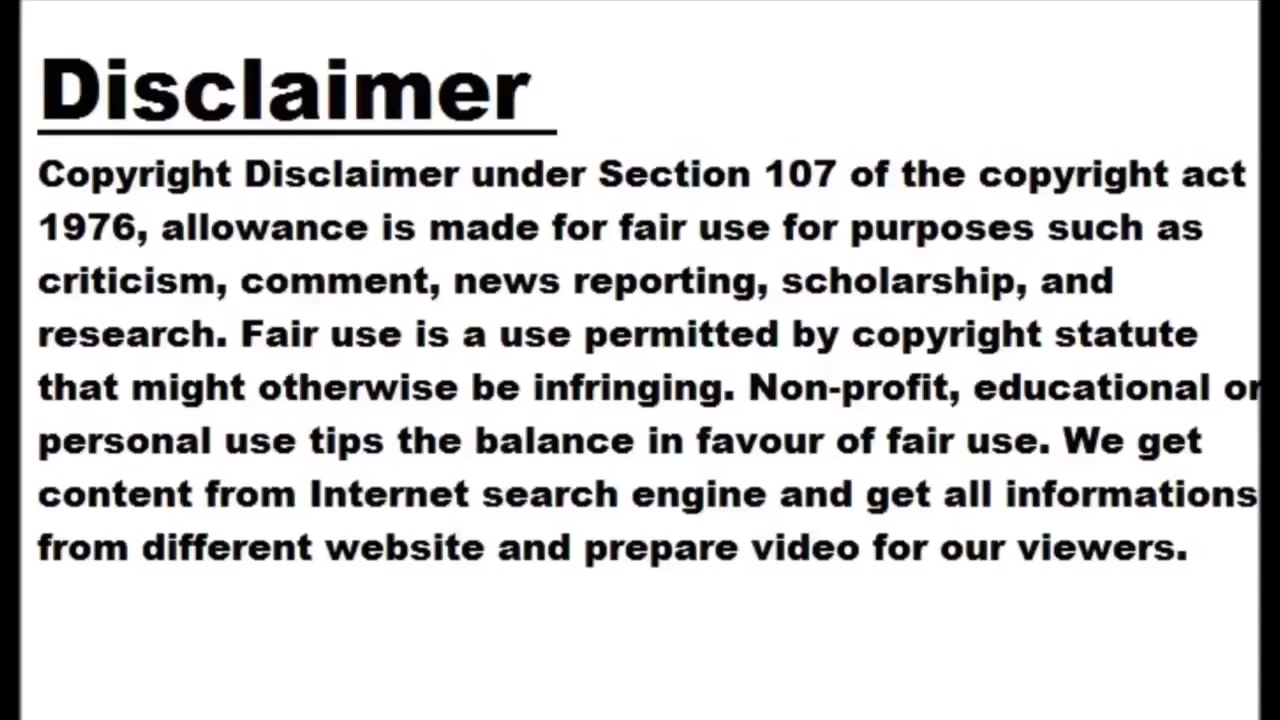 Disclaimer
Copyright Disclaimer under Section 107 of the copyright act
1976, allowance is made for fair use for purposes such as
criticism, comment, news reporting, scholarship, and
research. Fair use is a use permitted by copyright statute
that might otherwise be infringing. Non-profit, educational or
personal use tips the balance in favour of fair use. We get
content from Internet search engine and get all informations
from different website and prepare video for our viewers.